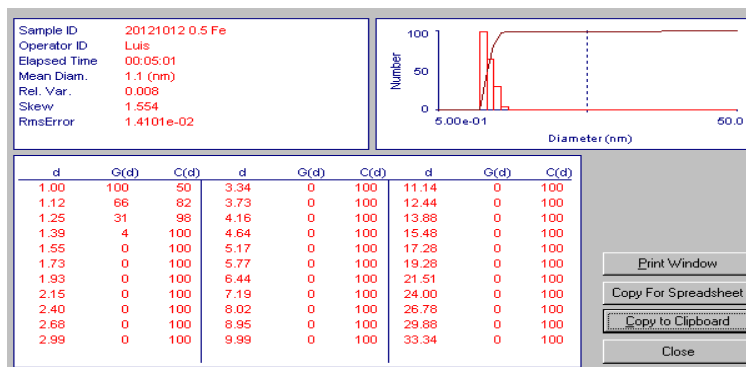 Sample ID 20121012 0.5 Fe
Operator ID Luis
Elapsed Time 00:05:01
Mean Diam. 1.1 (nm)
Rel. Var. 0.008
Skew 1.554
RmsError 1.4101e-02
Number
100
50
0
5.00e-01 50.0
Diameter (nm)
d G(d) C(d) d G(d) C(d) d G(d) C(d)
1.00 100 50 3.34 0 100 11.14 0 100
1.12 66 82 3.73 0 100 12.44 0 100
1.25 31 98 4.16 0 100 13.88 0 100
1.39 4 100 4.64 0 100 15.48 0 100
1.55 0 100 5.17 0 100 17.28 0 100
1.73 0 100 5.77 0 100 19.28 0 100
1.93 0 100 6.44 0 100 21.51 0 100
2.15 0 100 7.19 0 100 24.00 0 100
2.40 0 100 8.02 0 100 26.78 0 100
2.68 0 100 8.95 0 100 29.88 0 100
2.99 0 100 9.99 0 100 33.34 0 100
Print Window
Copy For Spreadsheet
Copy to Clipboard
Close